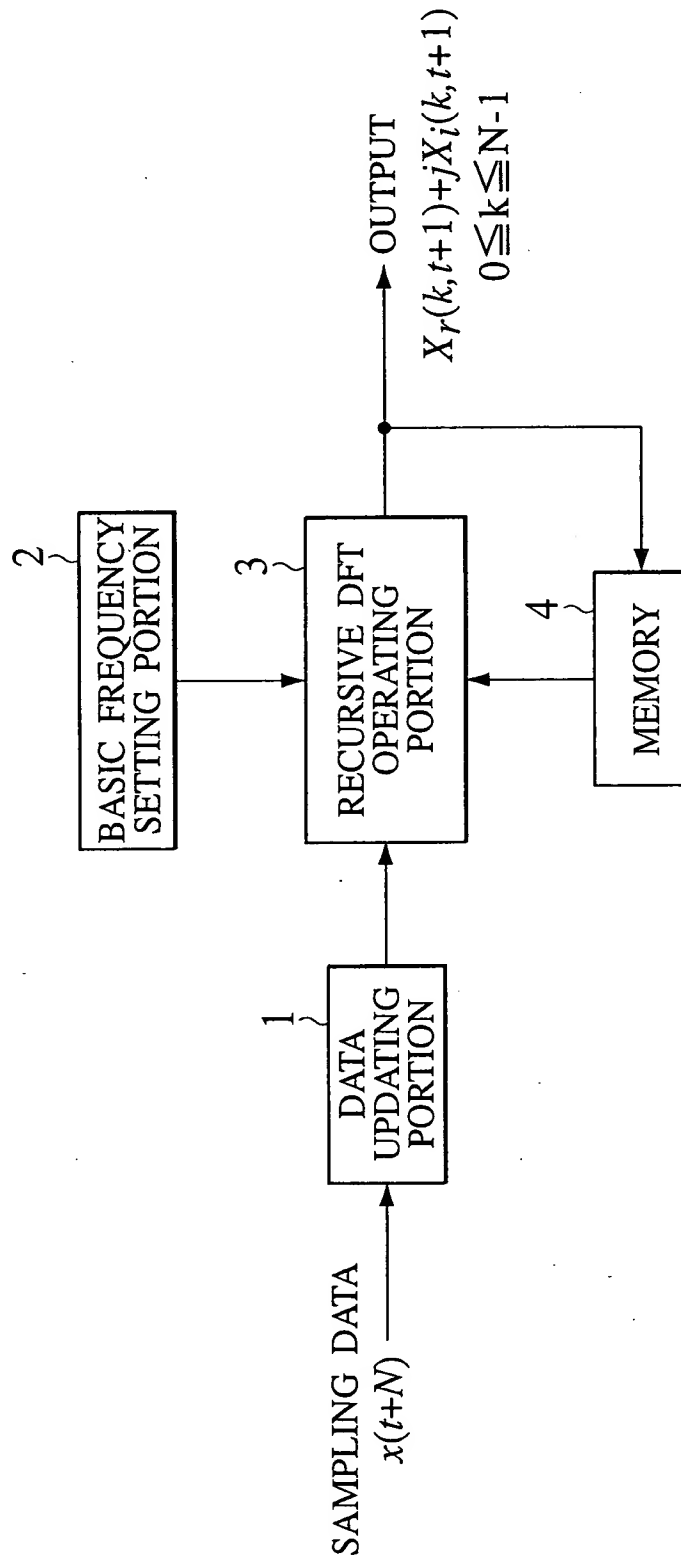 2
BASIC FREQUENCY
SETTING PORTION
SAMPLING DATA
x(t+N)
1
DATA
UPDATING
PORTION
3
RECURSIVE DFT
OPERATING
PORTION
4
MEMORY
OUTPUT
Xr(k,t+1)+jXi(k,t+1)
0≦k≦N-1